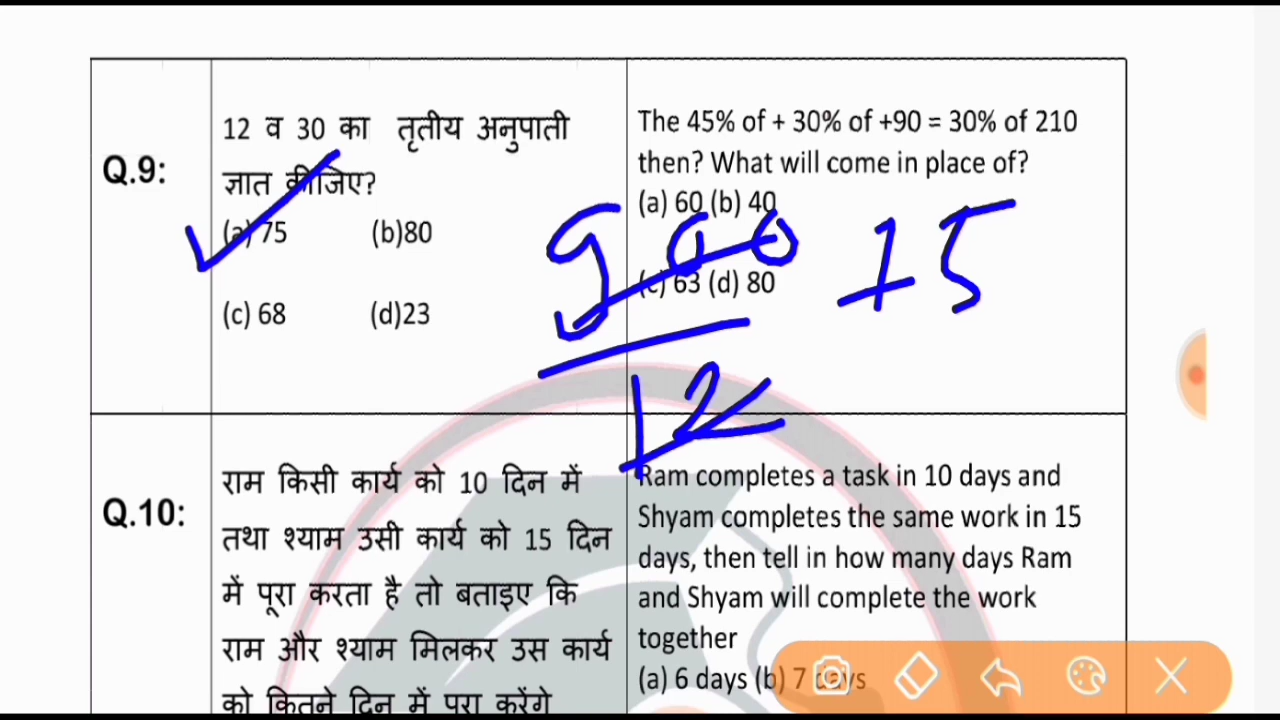 Q.9:
12 व 30 का तृतीय अनुपाती
ज्ञात कीजिए?
(a) 75 (b)80
(c) 68 (d)23
The 45% of + 30% of +90 = 30% of 210
then? What will come in place of?
(a) 60 (b) 40
(c) 63 (d) 80
900
12
75
Q.10:
राम किसी कार्य को 10 दिन में
तथा श्याम उसी कार्य को 15 दिन
में पूरा करता है तो बताइए कि
राम और श्याम मिलकर उस कार्य
को कितने दिन में पूरा करेंगे
Ram completes a task in 10 days and
Shyam completes the same work in 15
days, then tell in how many days Ram
and Shyam will complete the work
together
(a) 6 days (b) 7 days